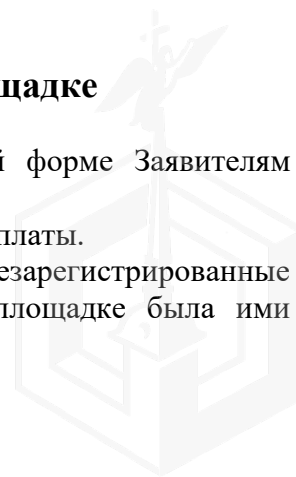 щадке
й форме Заявителям
платы.
езарегистрированные
площадке была ими